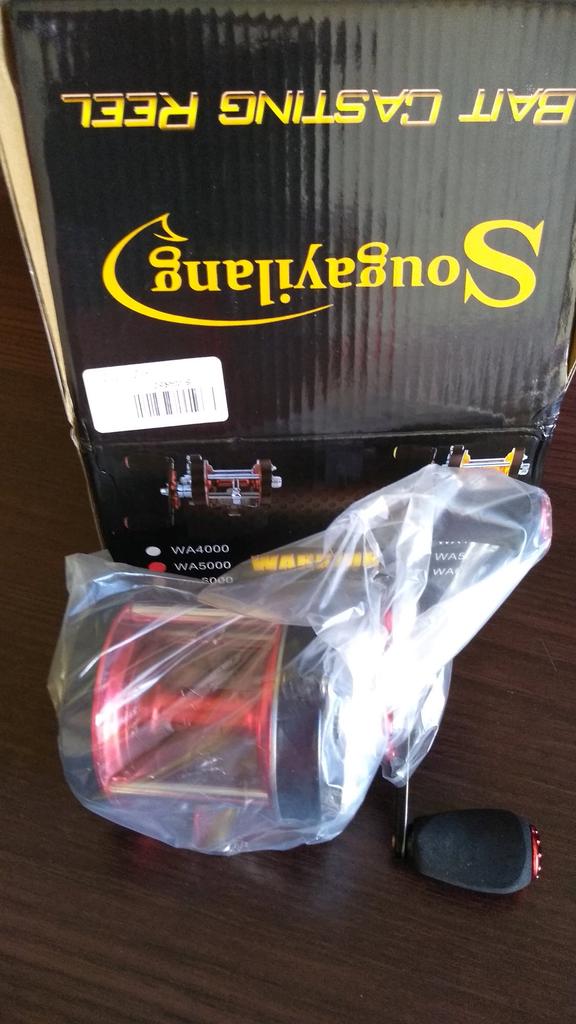 BAIT CASTING REEL
Sougayilang
WA4000
WA5000